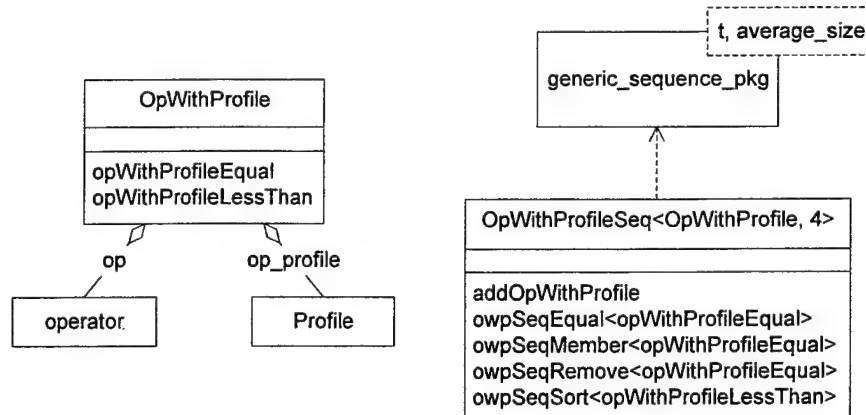 OpWithProfile
opWithProfileEqual
opWithProfileLessThan
op
op_profile
operator
Profile
t, average_size
generic_sequence_pkg
OpWithProfileSeq<OpWithProfile, 4>
addOpWithProfile
owpSeqEqual<opWithProfileEqual>
owpSeqMember<opWithProfileEqual>
owpSeqRemove<opWithProfileEqual>
owpSeqSort<opWithProfileLessThan>